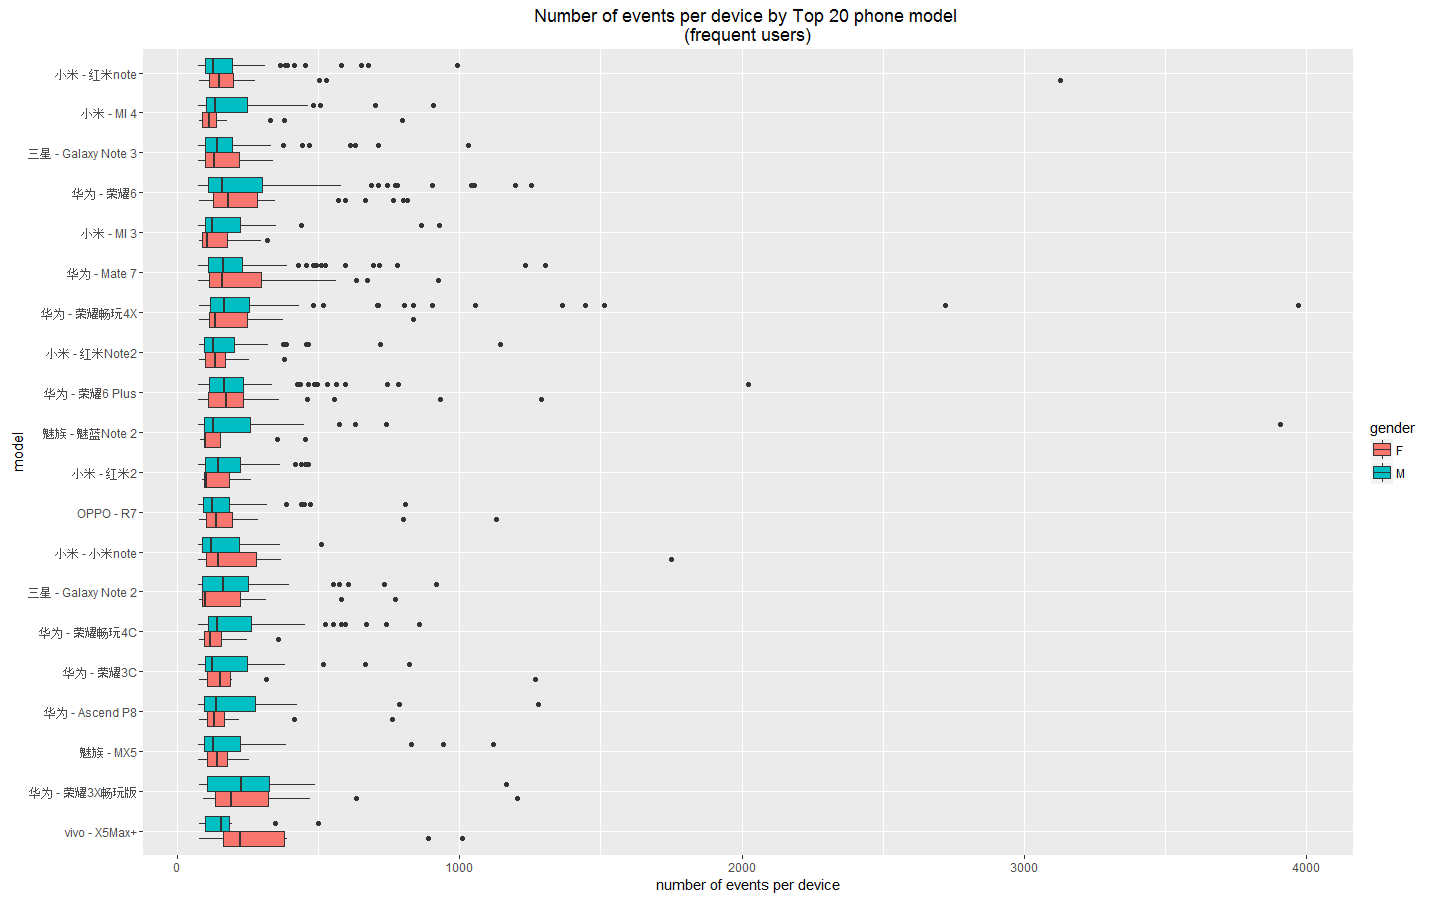 Number of events per device by Top 20 phone model
(frequent users)
小米 - 红米note
小米 - MI 4
三星 - Galaxy Note 3
华为 - 荣耀6
小米 - MI 3
华为 - Mate 7
华为 - 荣耀畅玩4X
小米 - 红米Note2
华为 - 荣耀6 Plus
魅族 - 魅蓝Note 2
小米 - 红米2
OPPO - R7
小米 - 小米note
三星 - Galaxy Note 2
华为 - 荣耀畅玩4C
华为 - 荣耀3C
华为 - Ascend P8
魅族 - MX5
华为 - 荣耀3X畅玩版
vivo - X5Max+
model
0
1000
2000
3000
4000
number of events per device
gender
F
M